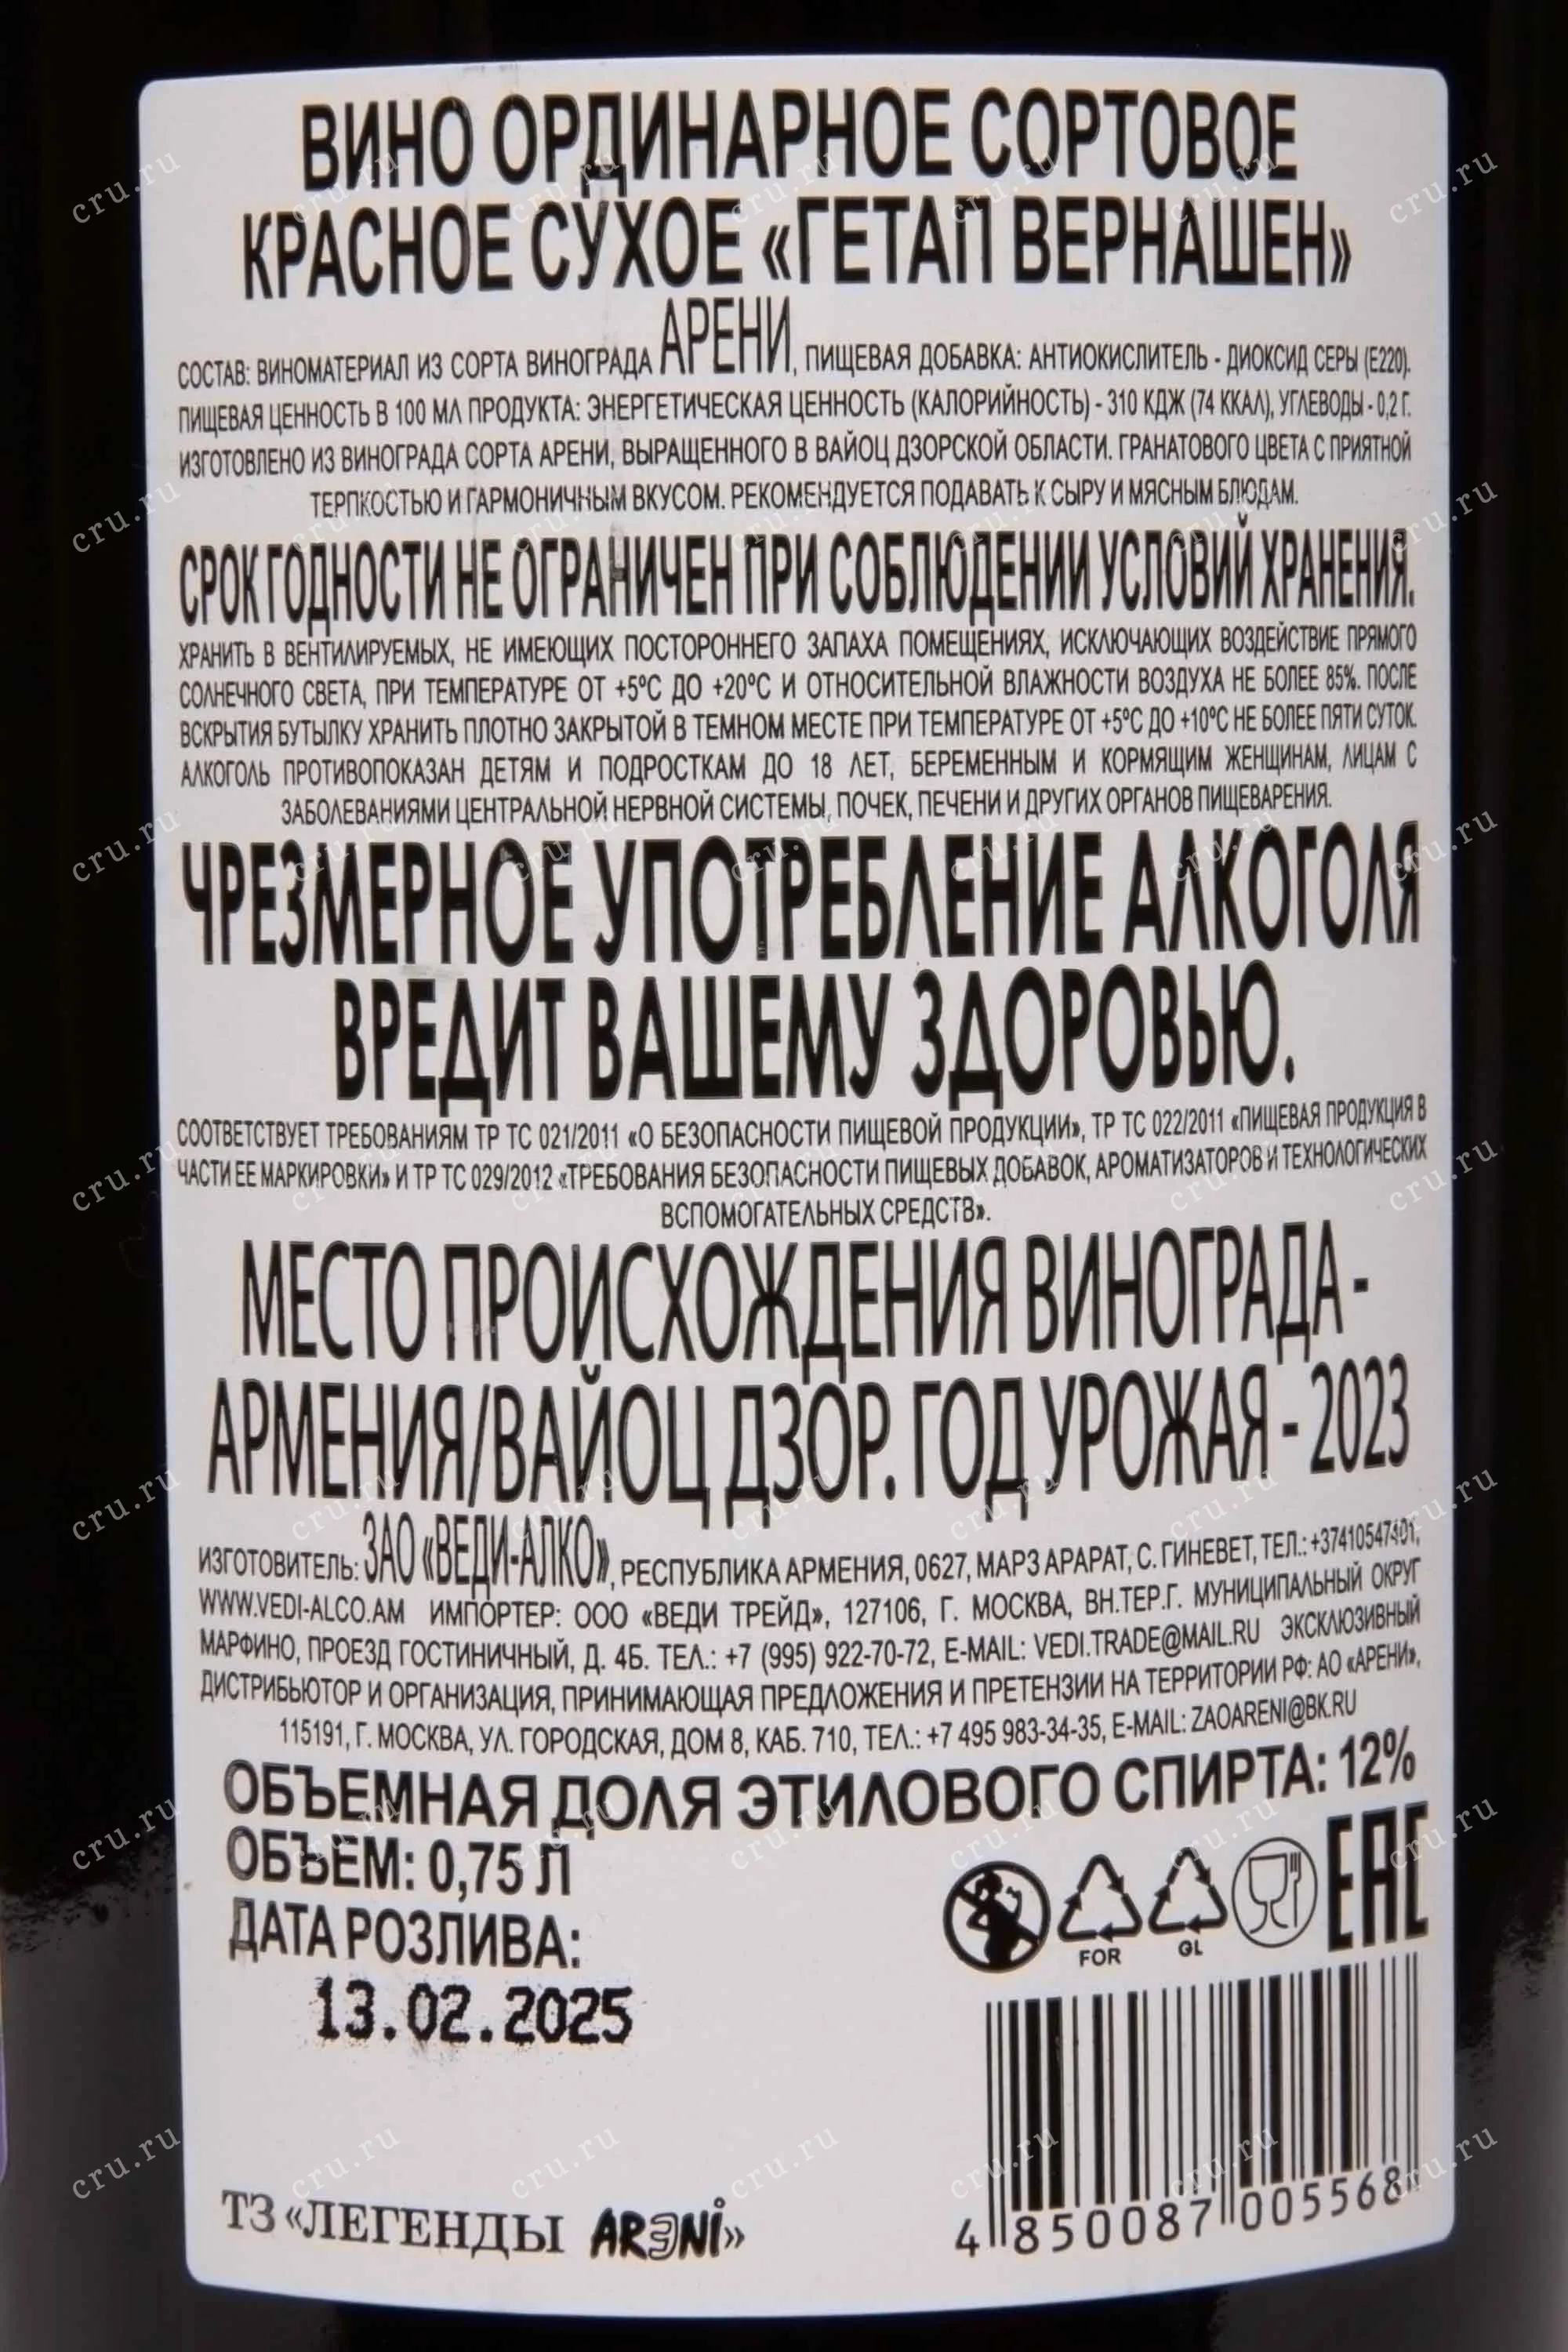 ВИНО ОРДИНАРНОЕ СОРТОВОЕ
КРАСНОЕ СУХОЕ «ГЕТАП ВЕРНАШЕН»
СОСТАВ: ВИНОМАТЕРИАЛ ИЗ СОРТА ВИНОГРАДА АРЕНИ, ПИЩЕВАЯ ДОБАВКА: АНТИОКИСЛИТЕЛЬ - ДИОКСИД СЕРЫ (Е220).
ПИЩЕВАЯ ЦЕННОСТЬ В 100 МЛ ПРОДУКТА: ЭНЕРГЕТИЧЕСКАЯ ЦЕННОСТЬ (КАЛОРИЙНОСТЬ) - 310 КДЖ (74 ККАЛ), УГЛЕВОДЫ - 0,2 Г.
ИЗГОТОВЛЕНО ИЗ ВИНОГРАДА СОРТА АРЕНИ, ВЫРАЩЕННОГО В ВАЙОЦ ДЗОРСКОЙ ОБЛАСТИ. ГРАНАТОВОГО ЦВЕТА С ПРИЯТНОЙ
ТЕРПКОСТЬЮ И ГАРМОНИЧНЫМ ВКУСОМ. РЕКОМЕНДУЕТСЯ ПОДАВАТЬ К СЫРУ И МЯСНЫМ БЛЮДАМ.
СРОК ГОДНОСТИ НЕ ОГРАНИЧЕН ПРИ СОБЛЮДЕНИИ УСЛОВИЙ ХРАНЕНИЯ.
ХРАНИТЬ В ВЕНТИЛИРУЕМЫХ, НЕ ИМЕЮЩИХ ПОСТОРОННЕГО ЗАПАХА ПОМЕЩЕНИЯХ, ИСКЛЮЧАЮЩИХ ВОЗДЕЙСТВИЕ ПРЯМОГО
СОЛНЕЧНОГО СВЕТА, ПРИ ТЕМПЕРАТУРЕ ОТ +5°С ДО +20°С И ОТНОСИТЕЛЬНОЙ ВЛАЖНОСТИ ВОЗДУХА НЕ БОЛЕЕ 85%. ПОСЛЕ
ВСКРЫТИЯ БУТЫЛКУ ХРАНИТЬ ПЛОТНО ЗАКРЫТОЙ В ТЕМНОМ МЕСТЕ ПРИ ТЕМПЕРАТУРЕ ОТ +5°С ДО +10°С НЕ БОЛЕЕ ПЯТИ СУТОК.
АЛКОГОЛЬ ПРОТИВОПОКАЗАН ДЕТЯМ И ПОДРОСТКАМ ДО 18 ЛЕТ, БЕРЕМЕННЫМ И КОРМЯЩИМ ЖЕНЩИНАМ, ЛИЦАМ С
ЗАБОЛЕВАНИЯМИ ЦЕНТРАЛЬНОЙ НЕРВНОЙ СИСТЕМЫ, ПОЧЕК, ПЕЧЕНИ И ДРУГИХ ОРГАНОВ ПИЩЕВАРЕНИЯ.
ЧРЕЗМЕРНОЕ УПОТРЕБЛЕНИЕ АЛКОГОЛЯ
ВРЕДИТ ВАШЕМУ ЗДОРОВЬЮ.
СООТВЕТСТВУЕТ ТРЕБОВАНИЯМ ТР ТС 021/2011 «О БЕЗОПАСНОСТИ ПИЩЕВОЙ ПРОДУКЦИИ», ТР ТС 022/2011 «ПИЩЕВАЯ ПРОДУКЦИЯ В
ЧАСТИ ЕЕ МАРКИРОВКИ» И ТР ТС 029/2012 «ТРЕБОВАНИЯ БЕЗОПАСНОСТИ ПИЩЕВЫХ ДОБАВОК, АРОМАТИЗАТОРОВ И ТЕХНОЛОГИЧЕСКИХ
ВСПОМОГАТЕЛЬНЫХ СРЕДСТВ».
МЕСТО ПРОИСХОЖДЕНИЯ ВИНОГРАДА -
АРМЕНИЯ/ВАЙОЦ ДЗОР. ГОД УРОЖАЯ - 2023
ИЗГОТОВИТЕЛЬ: ЗАО «ВЕДИ-АЛКО», РЕСПУБЛИКА АРМЕНИЯ, 0627, МАРЗ АРАРАТ, С. ГИНЕВЕТ, ТЕЛ.: +37410547401,
WWW.VEDI-ALCO.AM ИМПОРТЕР: ООО «ВЕДИ ТРЕЙД», 127106, Г. МОСКВА, ВН.ТЕР.Г. МУНИЦИПАЛЬНЫЙ ОКРУГ
МАРФИНО, ПРОЕЗД ГОСТИНИЧНЫЙ, Д. 4Б. ТЕЛ.: +7 (995) 922-70-72, E-MAIL: VEDI.TRADE@MAIL.RU ЭКСКЛЮЗИВНЫЙ
ДИСТРИБЬЮТОР И ОРГАНИЗАЦИЯ, ПРИНИМАЮЩАЯ ПРЕДЛОЖЕНИЯ И ПРЕТЕНЗИИ НА ТЕРРИТОРИИ РФ: АО «АРЕНИ»,
115191, Г. МОСКВА, УЛ. ГОРОДСКАЯ, ДОМ 8, КАБ. 710, ТЕЛ.: +7 495 983-34-35, E-MAIL: ZAOARENI@BK.RU
ОБЪЕМНАЯ ДОЛЯ ЭТИЛОВОГО СПИРТА: 12%
ОБЪЕМ: 0,75 Л
ДАТА РОЗЛИВА:
13.02.2025
FOR GL EAC
4 850087 005568
ТЗ «ЛЕГЕНДЫ ARENI»
cru.ru